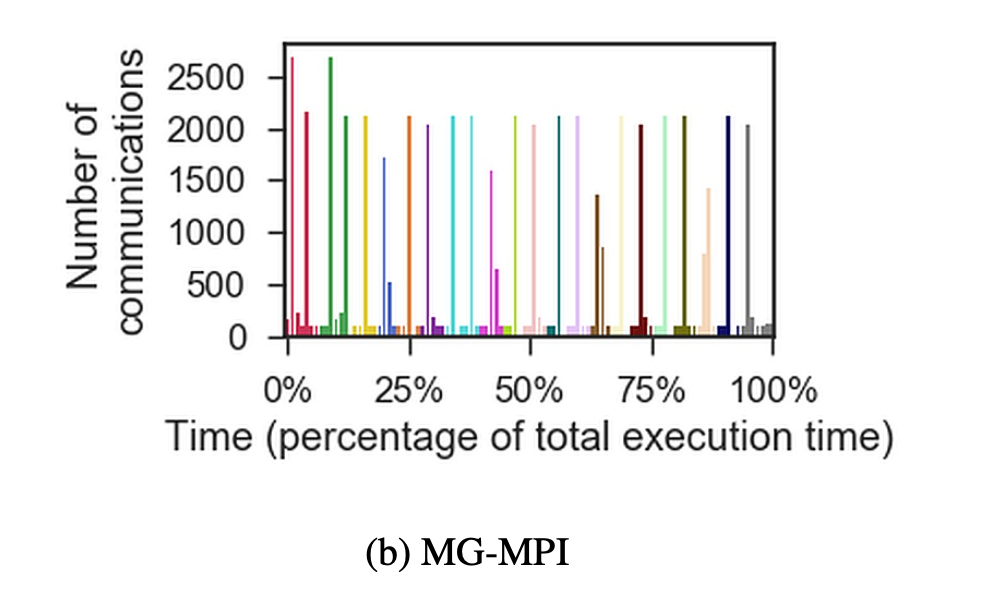 Number of
communications
2500
2000
1500
1000
500
0
0% 25% 50% 75% 100%
Time (percentage of total execution time)
(b) MG-MPI